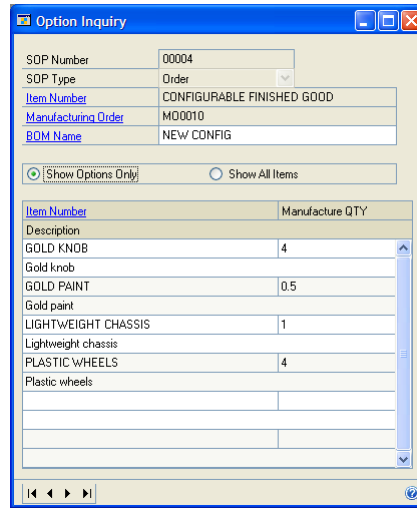 Option Inquiry
SOP Number 00004
SOP Type Order
Item Number CONFIGURABLE FINISHED GOOD
Manufacturing Order MO0010
BOM Name NEW CONFIG
Show Options Only Show All Items
Item Number Manufacture QTY
Description
GOLD KNOB 4
Gold knob
GOLD PAINT 0.5
Gold paint
LIGHTWEIGHT CHASSIS 1
Lightweight chassis
PLASTIC WHEELS 4
Plastic wheels